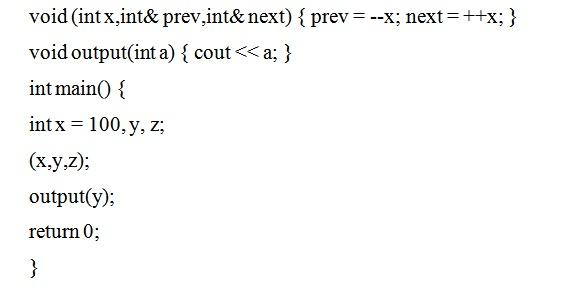 void (int x,int& prev,int& next) { prev = --x; next = ++x; }
void output(int a) { cout << a; }
int main() {
int x = 100, y, z;
(x,y,z);
output(y);
return 0;
}